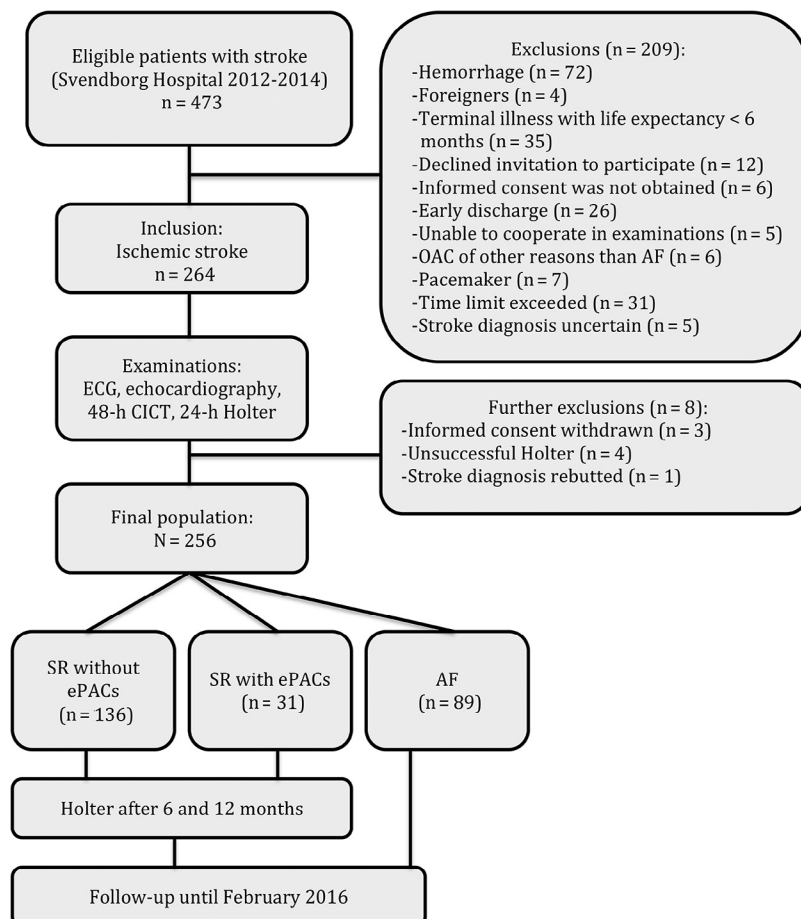 Eligible patients with stroke
(Svendborg Hospital 2012-2014)
n = 473
Exclusions (n = 209):
-Hemorrhage (n = 72)
-Foreigners (n = 4)
-Terminal illness with life expectancy < 6
months (n = 35)
-Declined invitation to participate (n = 12)
-Informed consent was not obtained (n = 6)
-Early discharge (n = 26)
-Unable to cooperate in examinations (n = 5)
-OAC of other reasons than AF (n = 6)
-Pacemaker (n = 7)
-Time limit exceeded (n = 31)
-Stroke diagnosis uncertain (n = 5)
Inclusion:
Ischemic stroke
n = 264
Examinations:
ECG, echocardiography,
48-h CICT, 24-h Holter
Further exclusions (n = 8):
-Informed consent withdrawn (n = 3)
-Unsuccessful Holter (n = 4)
-Stroke diagnosis rebutted (n = 1)
Final population:
N = 256
SR without
ePACs
(n = 136)
SR with ePACs
(n = 31)
AF
(n = 89)
Holter after 6 and 12 months
Follow-up until February 2016